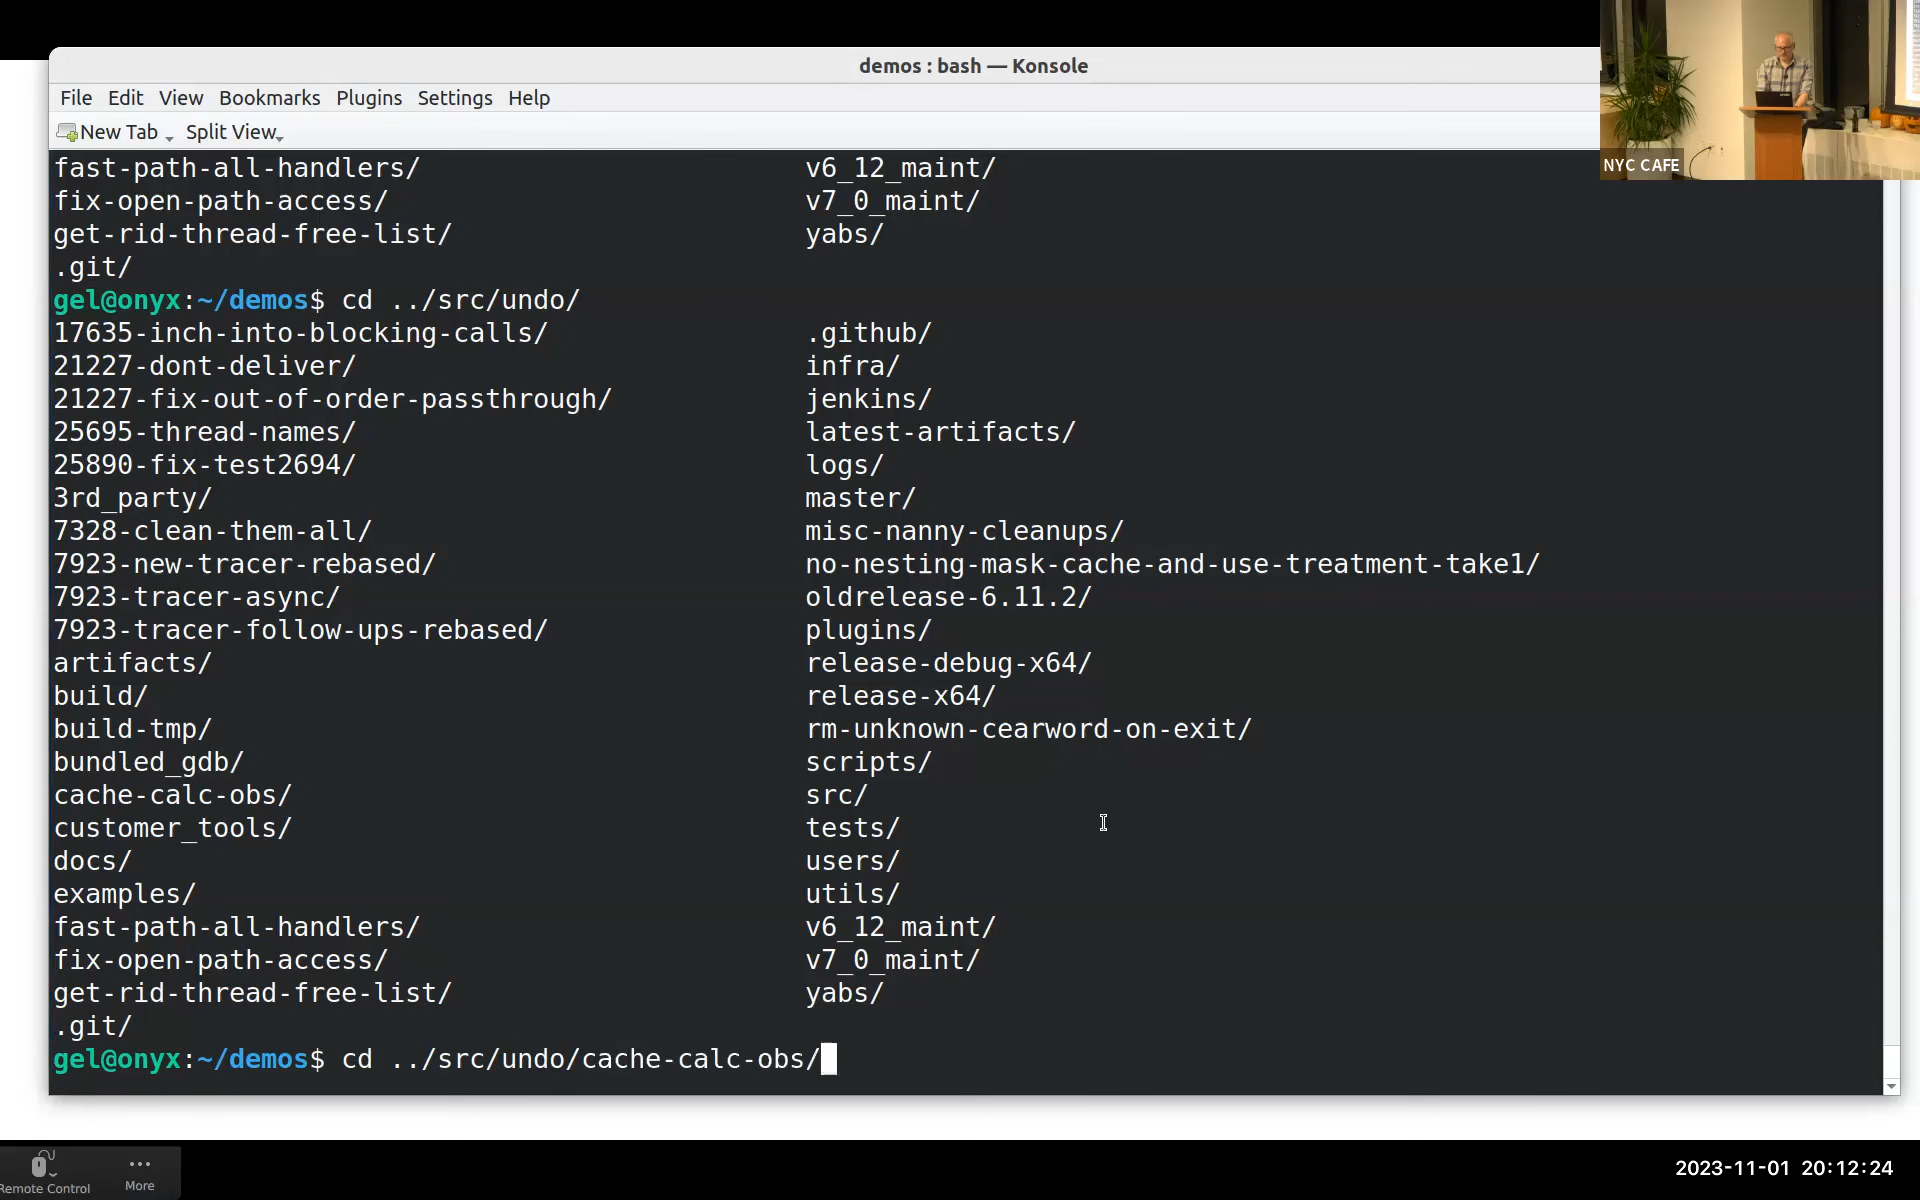 demos : bash — Konsole
File Edit View Bookmarks Plugins Settings Help
New Tab Split View
NYC CAFE
fast-path-all-handlers/ v6_12_maint/
fix-open-path-access/ v7_0_maint/
get-rid-thread-free-list/ yabs/
.git/
gel@onyx:~/demos$ cd ../src/undo/
17635-inch-into-blocking-calls/ .github/
21227-dont-deliver/ infra/
21227-fix-out-of-order-passthrough/ jenkins/
25695-thread-names/ latest-artifacts/
25890-fix-test2694/ logs/
3rd_party/ master/
7328-clean-them-all/ misc-nanny-cleanups/
7923-new-tracer-rebased/ no-nesting-mask-cache-and-use-treatment-take1/
7923-tracer-async/ oldrelease-6.11.2/
7923-tracer-follow-ups-rebased/ plugins/
artifacts/ release-debug-x64/
build/ release-x64/
build-tmp/ rm-unknown-cearword-on-exit/
bundled_gdb/ scripts/
cache-calc-obs/ src/
customer_tools/ tests/
docs/ users/
examples/ utils/
fast-path-all-handlers/ v6_12_maint/
fix-open-path-access/ v7_0_maint/
get-rid-thread-free-list/ yabs/
.git/
gel@onyx:~/demos$ cd ../src/undo/cache-calc-obs/
Remote Control More
2023-11-01 20:12:24